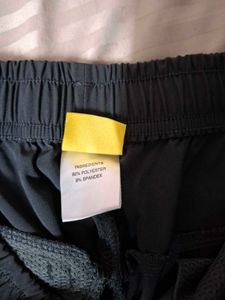 INGREDIENTS
92% POLYESTER
8% SPANDEX